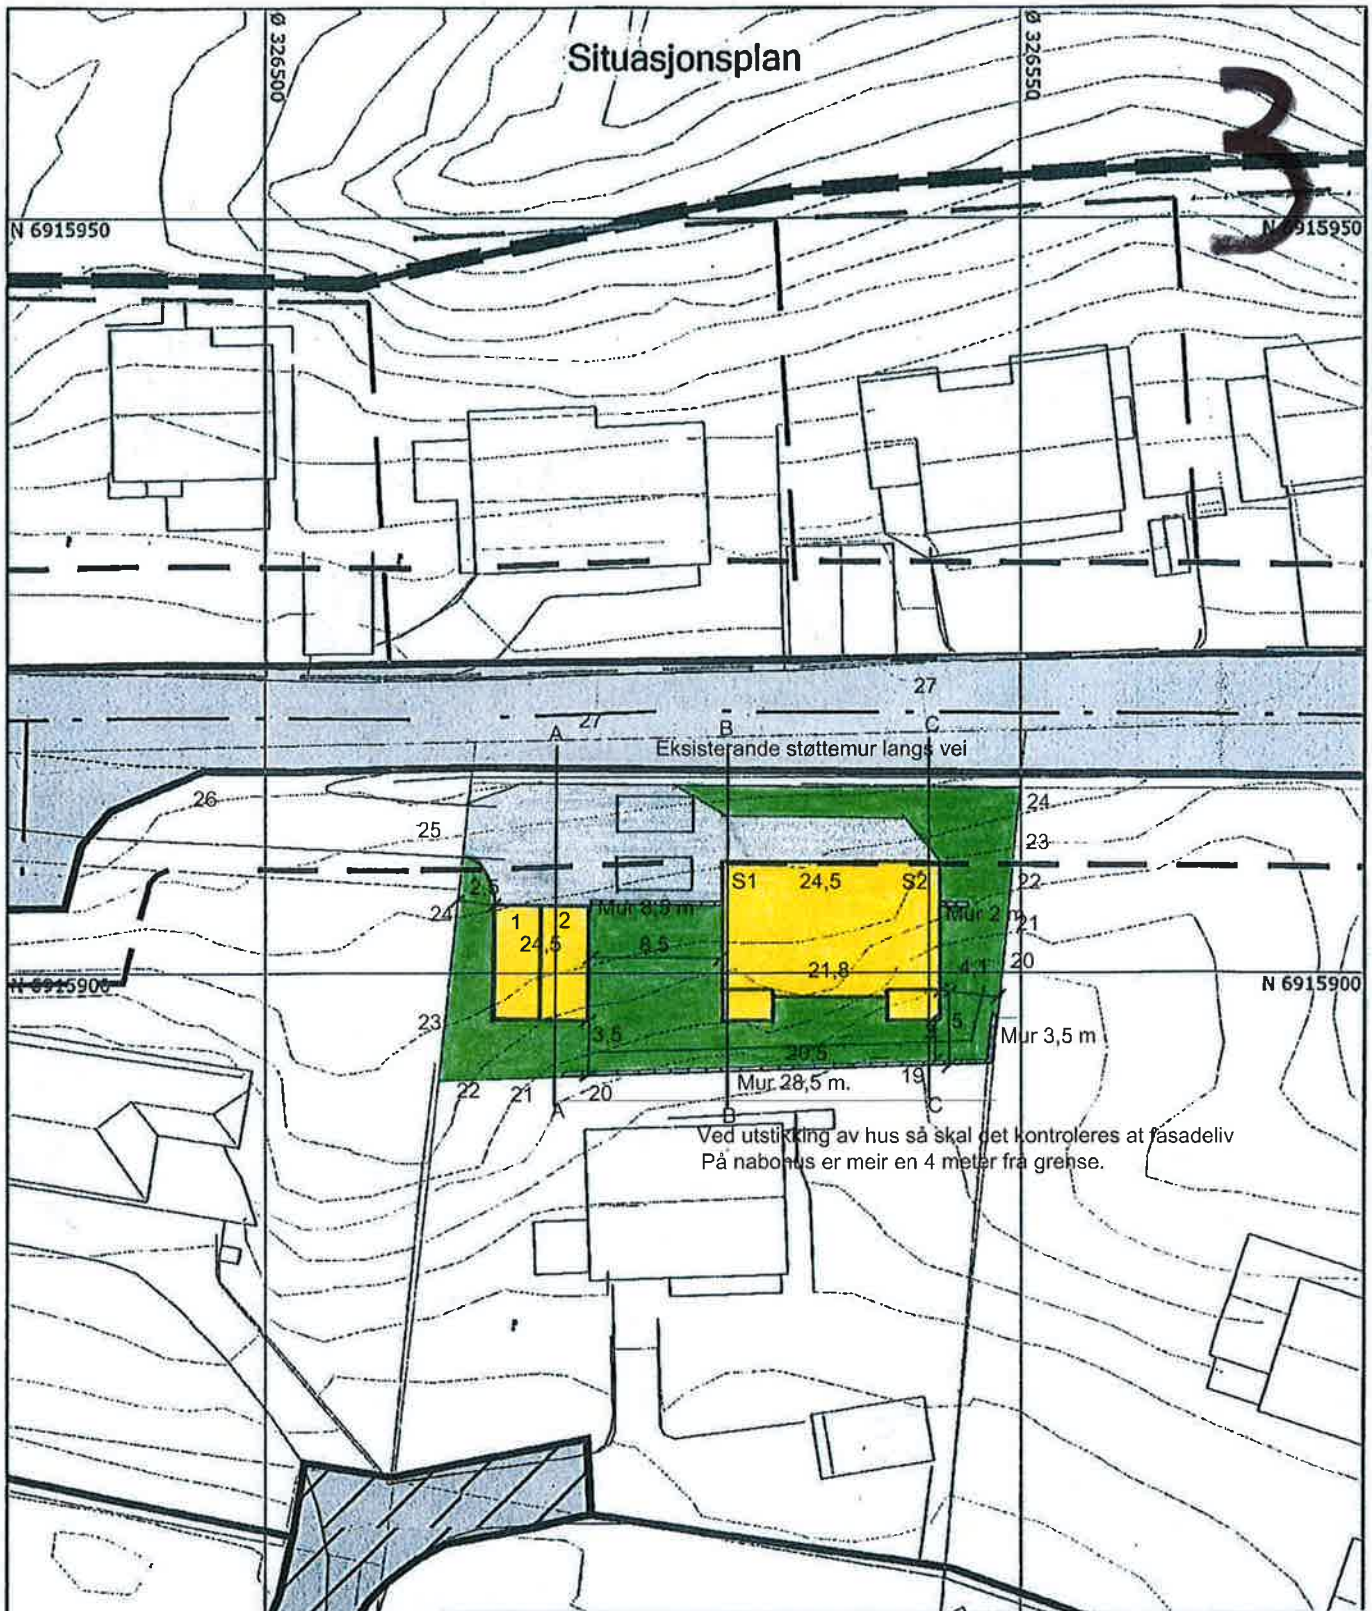 Situasjonsplan
3
Ø 326500
Ø 326550
N 6915950
N 6915950
27
27
A
B
C
Eksisterande støttemur langs vei
26
25
24
23
22
21
20
2,5
24
S1
24,5
S2
1
2
24,5
Mur 8,5 m
8,5
Mur 2 m
21,8
4,1
N 6915900
N 6915900
23
3,5
5
Mur 3,5 m
20,5
22
21
20
Mur 28,5 m.
19
A
B
C
Ved utstikking av hus så skal det kontroleres at fasadeliv
På nabohus er meir en 4 meter fra grense.